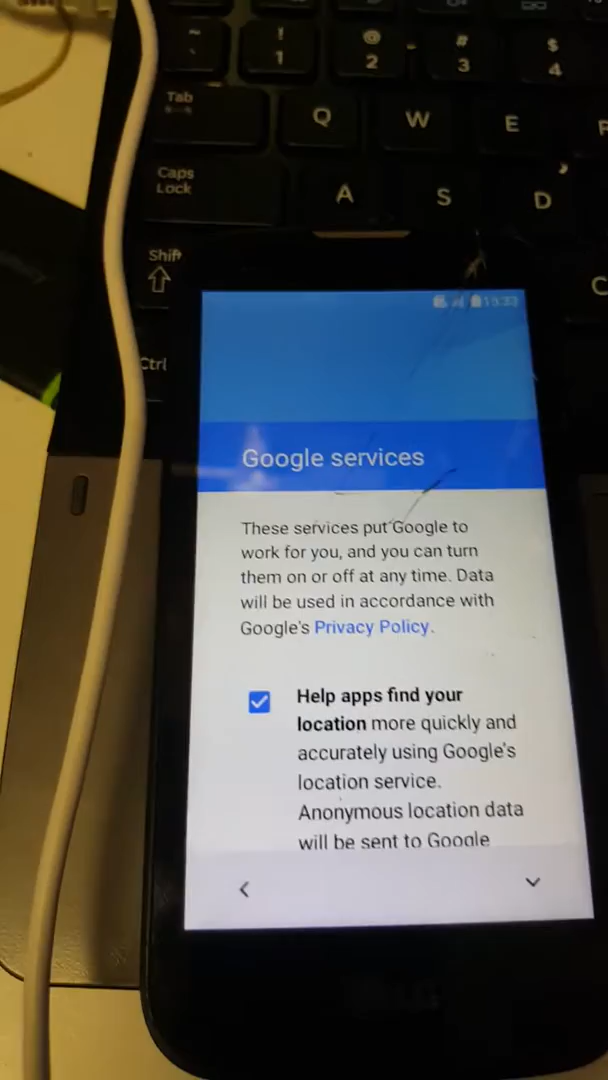 ~
`
!
1
@
2
#
3
$
4
Tab
Q
W
E
Caps
Lock
A
S
D
Shift
C
Ctrl
Google services
These services put Google to
work for you, and you can turn
them on or off at any time. Data
will be used in accordance with
Google's Privacy Policy.
Help apps find your
location more quickly and
accurately using Google's
location service.
Anonymous location data
will be sent to Google
LG